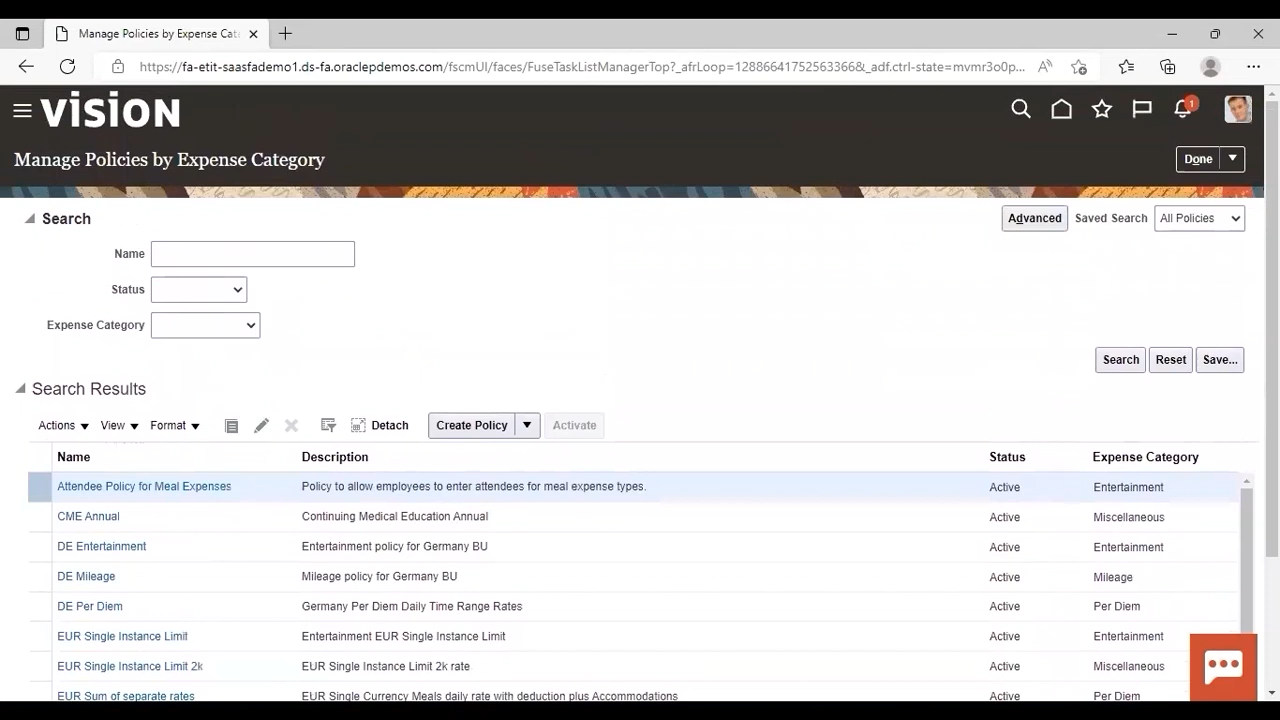 Manage Policies by Expense Cate
https://fa-etit-saasfademo1.ds-fa.oraclepdemos.com/fscmUI/faces/FuseTaskListManagerTop?_afrLoop=12886641752563366&_adf.ctrl-state=mvmr3o0p...
VISION
1
Manage Policies by Expense Category
Done
Search
Advanced
Saved Search
All Policies
Name
Status
Expense Category
Search
Reset
Save...
Search Results
Actions
View
Format
Detach
Create Policy
Activate
Name Description Status Expense Category
Attendee Policy for Meal Expenses Policy to allow employees to enter attendees for meal expense types. Active Entertainment
CME Annual Continuing Medical Education Annual Active Miscellaneous
DE Entertainment Entertainment policy for Germany BU Active Entertainment
DE Mileage Mileage policy for Germany BU Active Mileage
DE Per Diem Germany Per Diem Daily Time Range Rates Active Per Diem
EUR Single Instance Limit Entertainment EUR Single Instance Limit Active Entertainment
EUR Single Instance Limit 2k EUR Single Instance Limit 2k rate Active Miscellaneous
EUR Sum of separate rates EUR Single Currency Meals daily rate with deduction plus Accommodations Active Per Diem